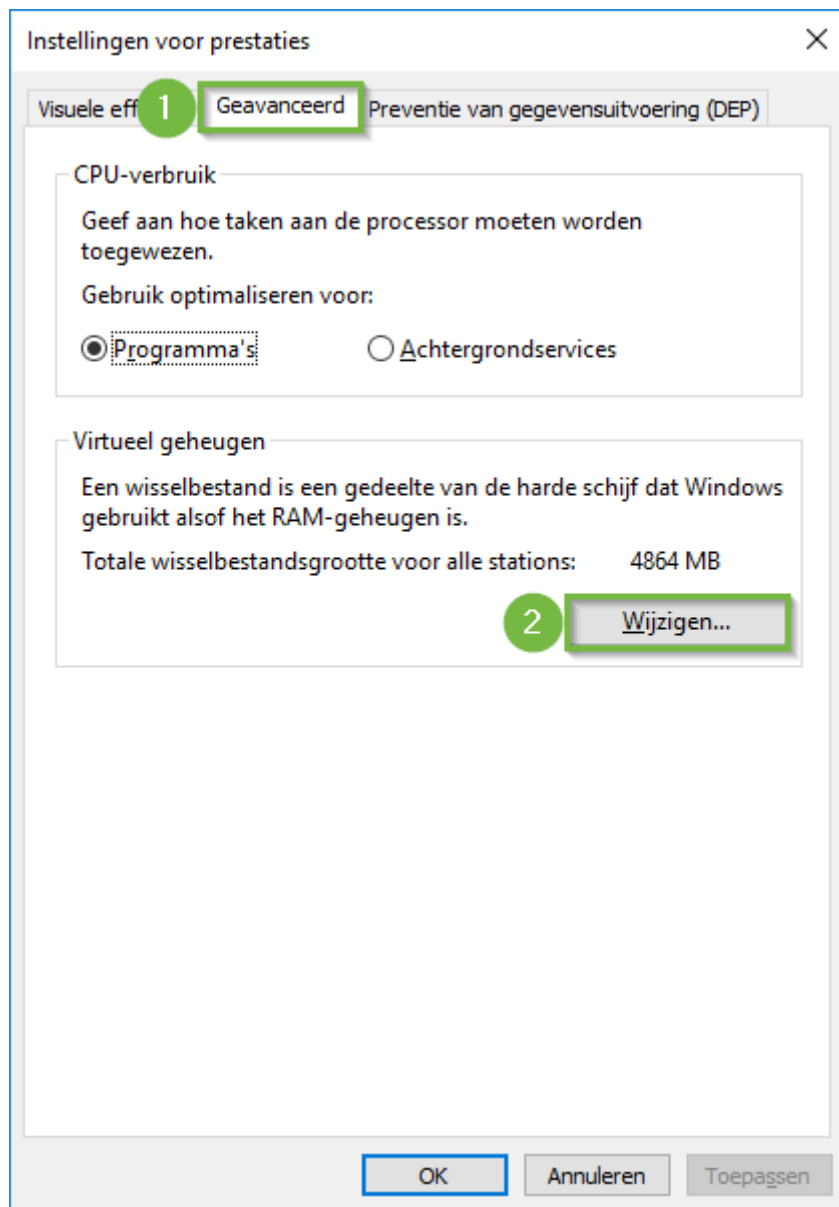 Instellingen voor prestaties
Visuele eff 1 Geavanceerd Preventie van gegevensuitvoering (DEP)
CPU-verbruik
Geef aan hoe taken aan de processor moeten worden
toegewezen.
Gebruik optimaliseren voor:
Programma's Achtergrondservices
Virtueel geheugen
Een wisselbestand is een gedeelte van de harde schijf dat Windows
gebruikt alsof het RAM-geheugen is.
Totale wisselbestandsgrootte voor alle stations: 4864 MB
2 Wijzigen...
OK Annuleren Toepassen